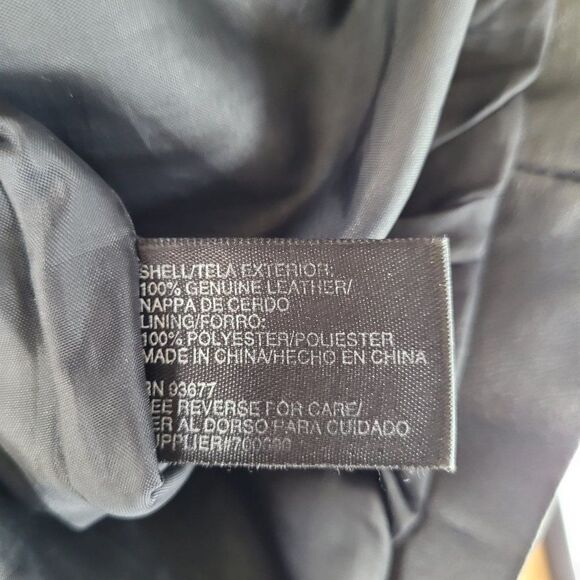 SHELL/TELA EXTERIOR:
100% GENUINE LEATHER/
NAPPA DE CERDO
LINING/FORRO:
100% POLYESTER/POLIESTER
MADE IN CHINA/HECHO EN CHINA
RN 93677
EE REVERSE FOR CARE/
ER AL DORSO PARA CUIDADO